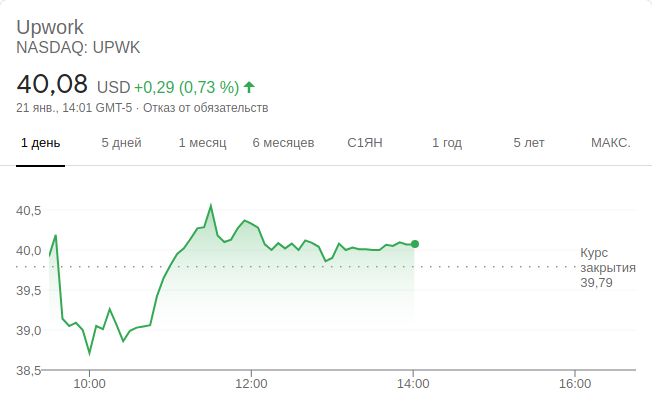 Upwork
NASDAQ: UPWK
40,08 USD +0,29 (0,73 %)
21 янв., 14:01 GMT-5 · Отказ от обязательств
1 день 5 дней 1 месяц 6 месяцев С1ЯН 1 год 5 лет МАКС.
40,5
40,0
Курс
закрытия
39,79
39,5
39,0
38,5
10:00 12:00 14:00 16:00